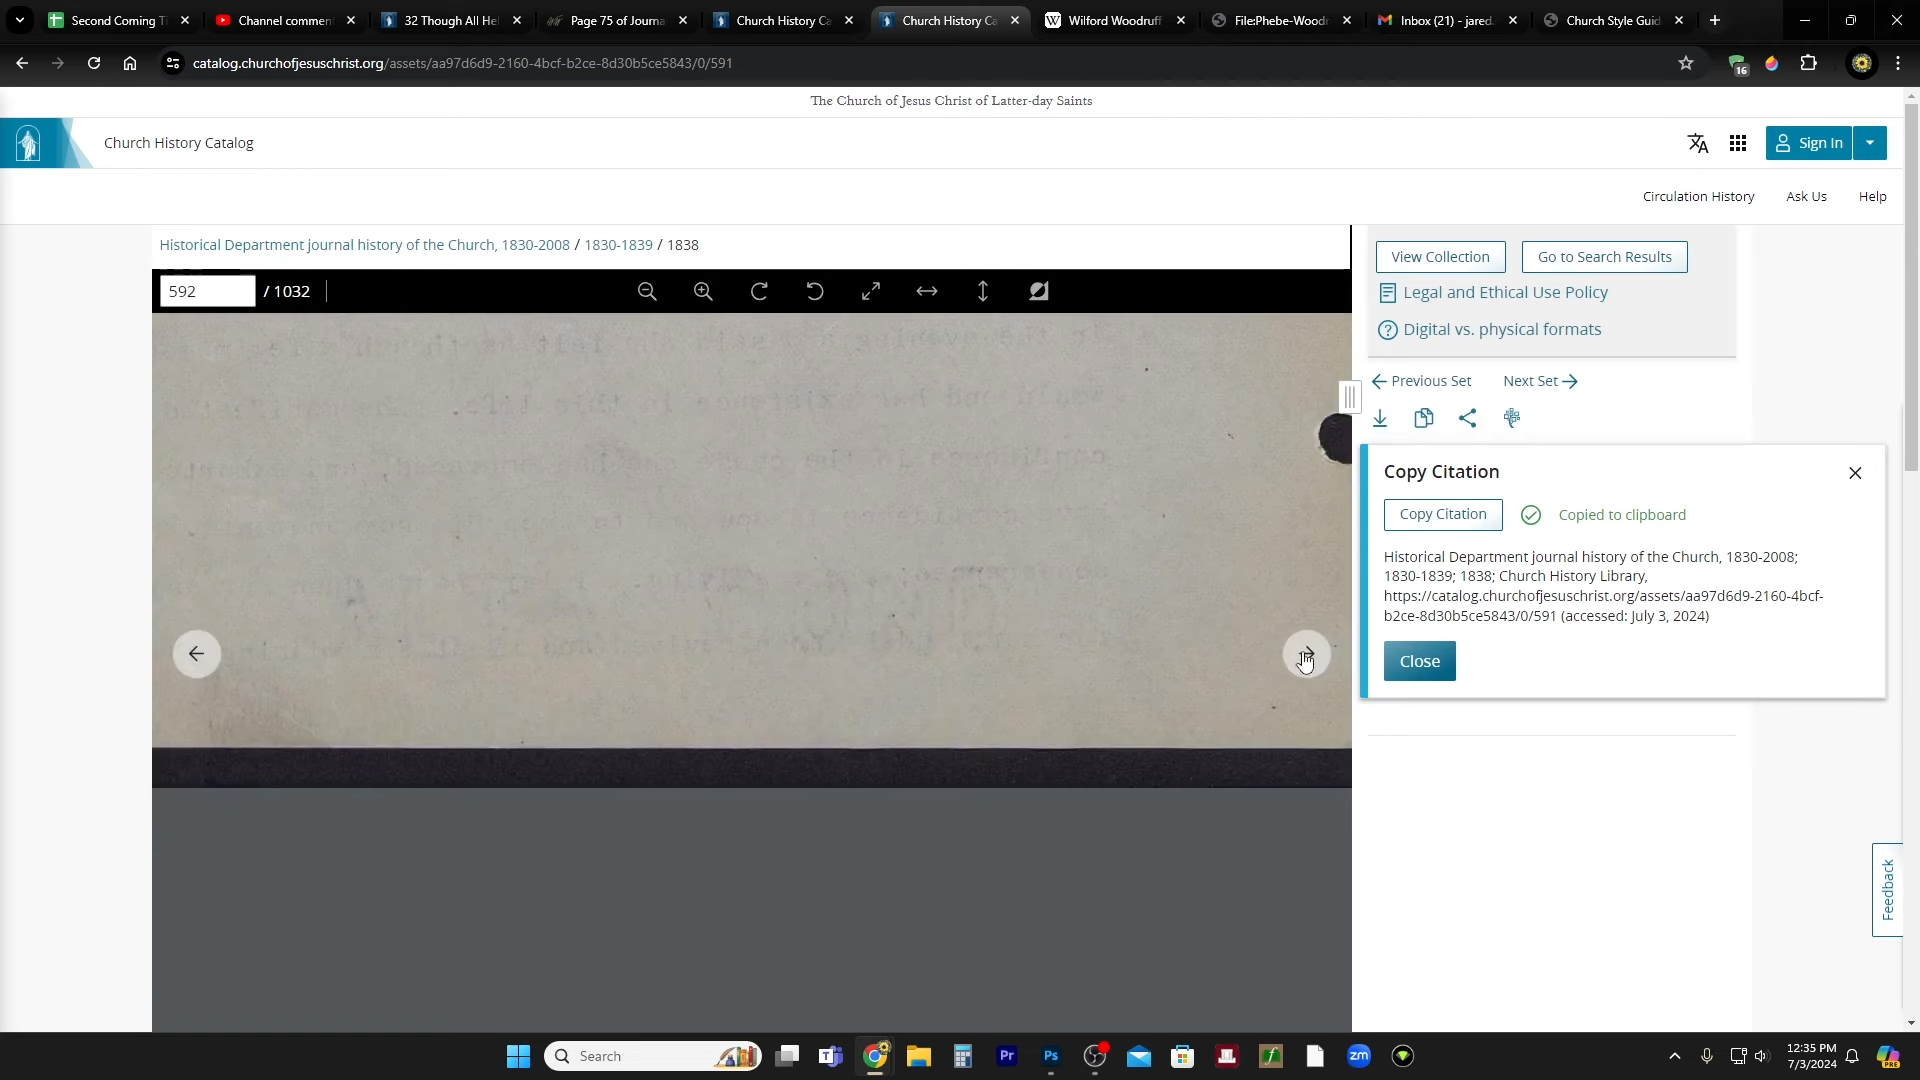 Second Coming Ti
Channel commen
32 Though All He
Page 75 of Journa
Church History Ca
Church History Ca
Wilford Woodruff
File:Phebe-Woodr
Inbox (21) - jared.
Church Style Guid
catalog.churchofjesuschrist.org/assets/aa97d6d9-2160-4bcf-b2ce-8d30b5ce5843/0/591
16
The Church of Jesus Christ of Latter-day Saints
Church History Catalog
Sign In
Circulation History
Ask Us
Help
Historical Department journal history of the Church, 1830-2008 / 1830-1839 / 1838
592 / 1032
View Collection
Go to Search Results
Legal and Ethical Use Policy
Digital vs. physical formats
Previous Set
Next Set
Copy Citation
Copy Citation
Copied to clipboard
Historical Department journal history of the Church, 1830-2008;
1830-1839; 1838; Church History Library,
https://catalog.churchofjesuschrist.org/assets/aa97d6d9-2160-4bcf-
b2ce-8d30b5ce5843/0/591 (accessed: July 3, 2024)
Close
Feedback
Search
Pr
Ps
zm
12:35 PM
7/3/2024
PRE